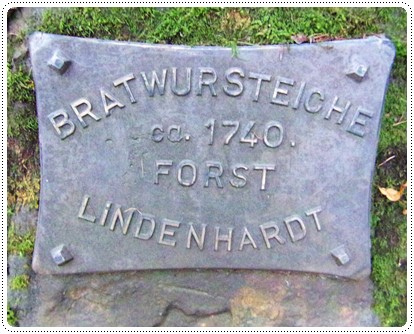 BRATWURSTEICHE
ca. 1740.
FORST
LiNDENHARDT